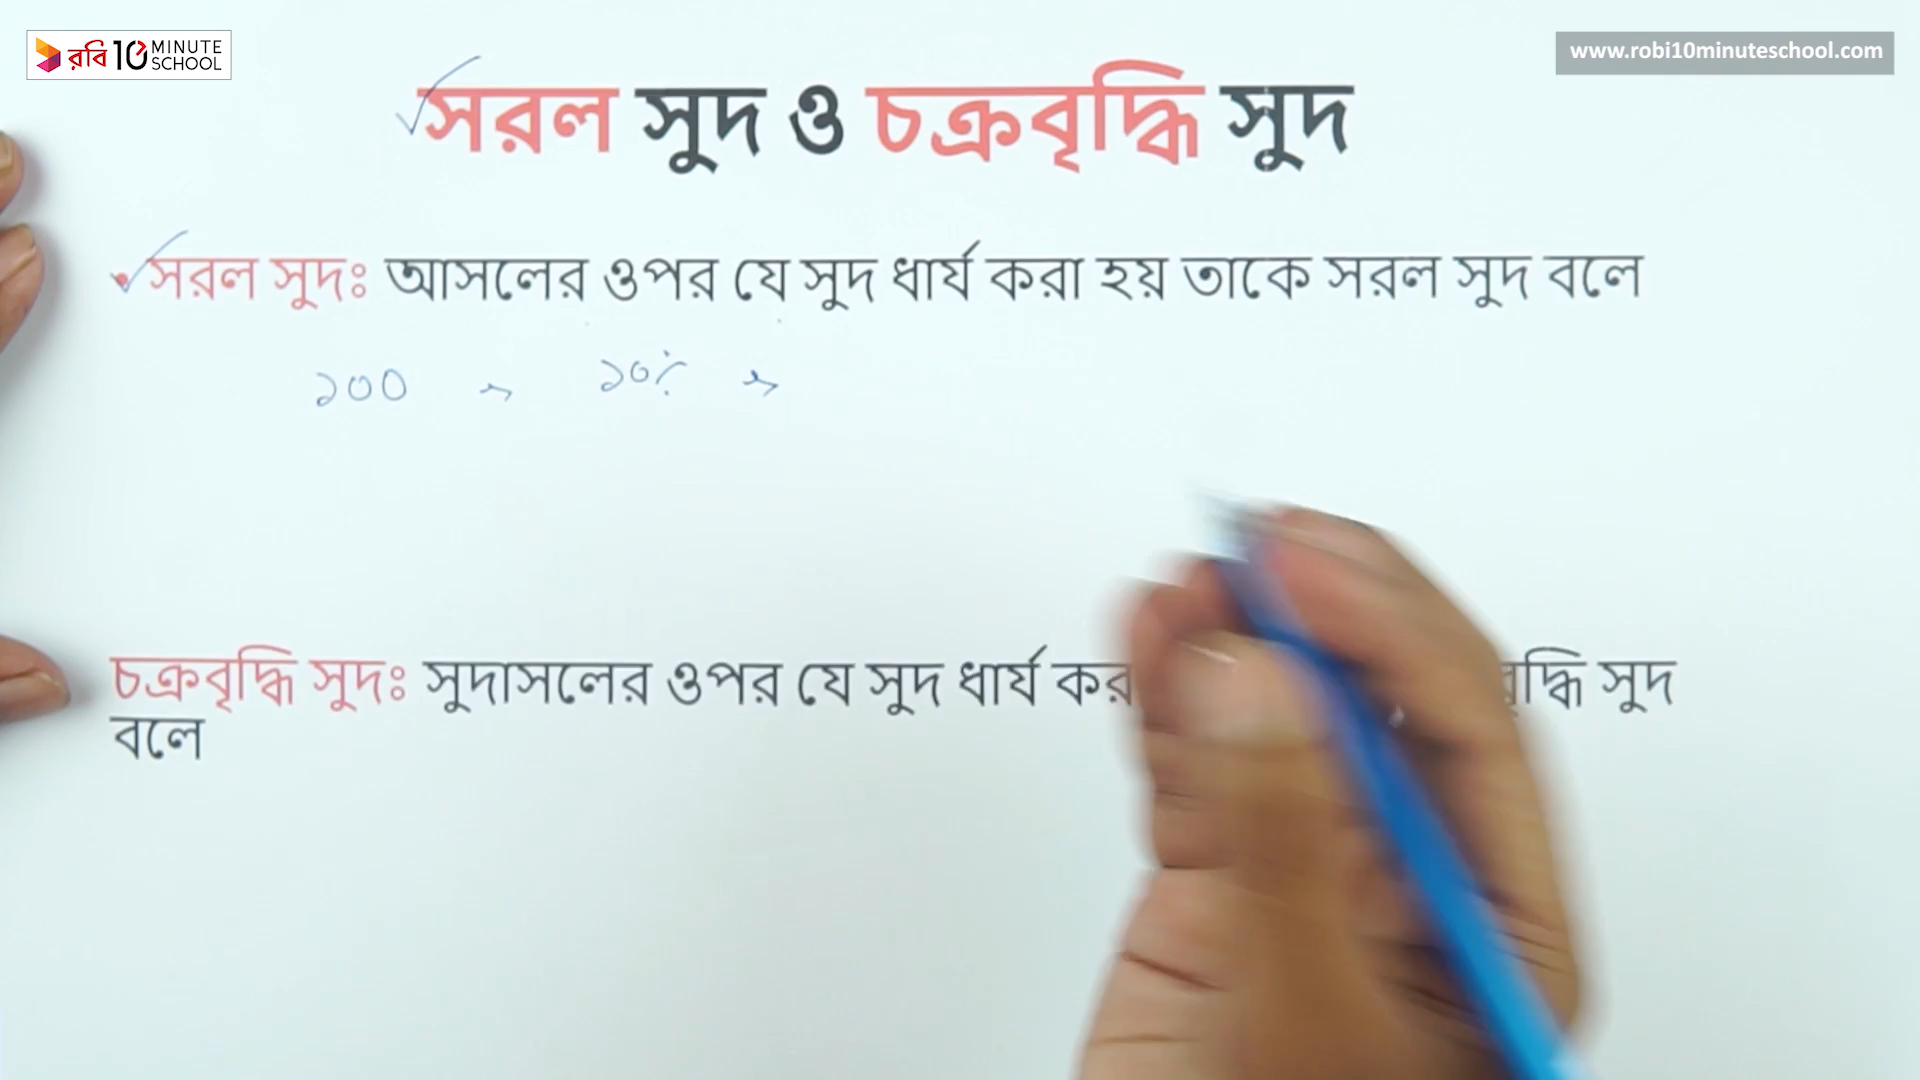 রবি 10 MINUTE SCHOOL
www.robi10minuteschool.com
সরল সুদ ও চক্রবৃদ্ধি সুদ
সরল সুদঃ আসলের ওপর যে সুদ ধার্য করা হয় তাকে সরল সুদ বলে
১০০ → ১০% →
চক্রবৃদ্ধি সুদঃ সুদাসলের ওপর যে সুদ ধার্য সুদ
বলে